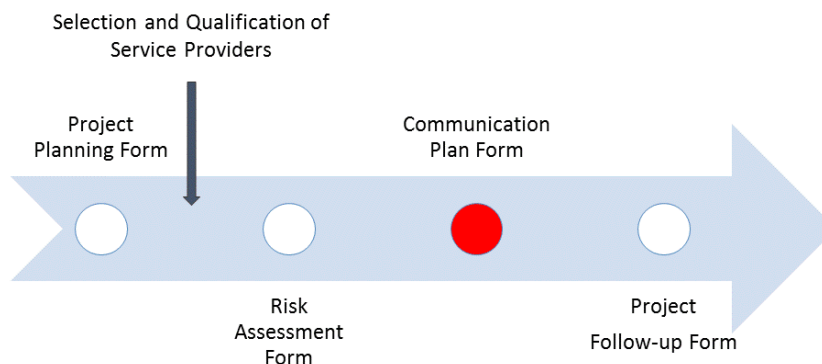 Selection and Qualification of
Service Providers
Project
Planning Form
Communication
Plan Form
Risk
Assessment
Form
Project
Follow-up Form